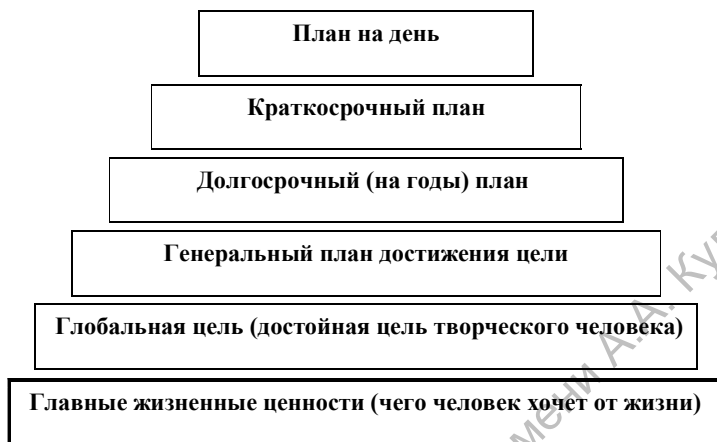 План на день
Краткосрочный план
Долгосрочный (на годы) план
Генеральный план достижения цели
Глобальная цель (достойная цель творческого человека)
Главные жизненные ценности (чего человек хочет от жизни)
А.А.